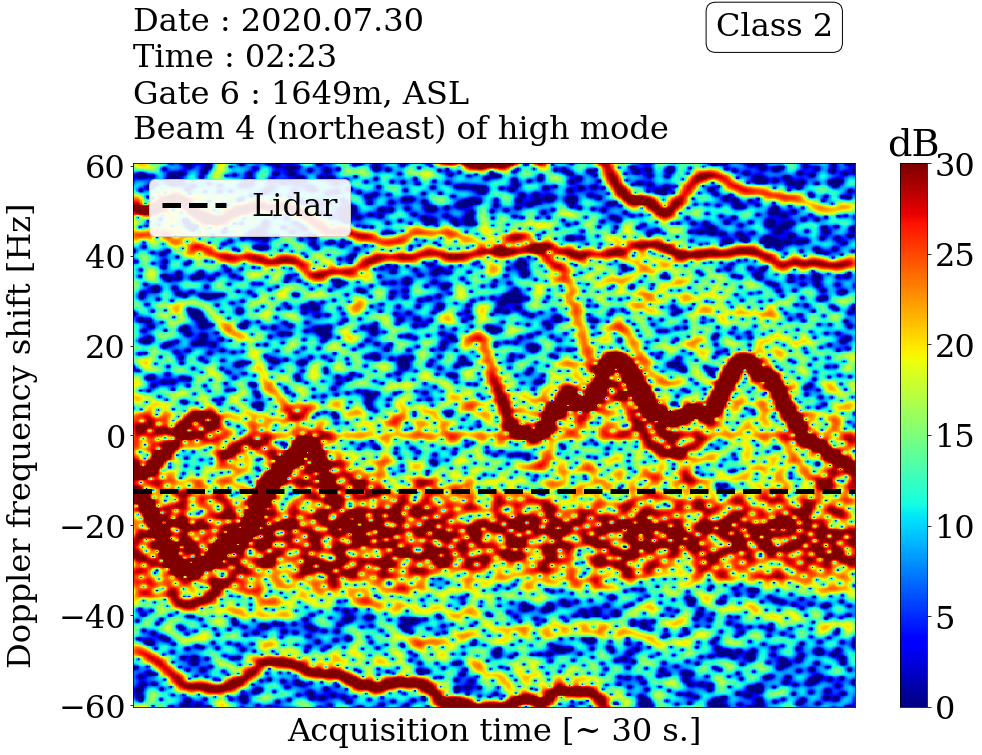 Date : 2020.07.30
Time : 02:23
Gate 6 : 1649m, ASL
Beam 4 (northeast) of high mode
Class 2
dB
Lidar
Doppler frequency shift [Hz]
60
40
20
0
−20
−40
−60
30
25
20
15
10
5
0
Acquisition time [~ 30 s.]